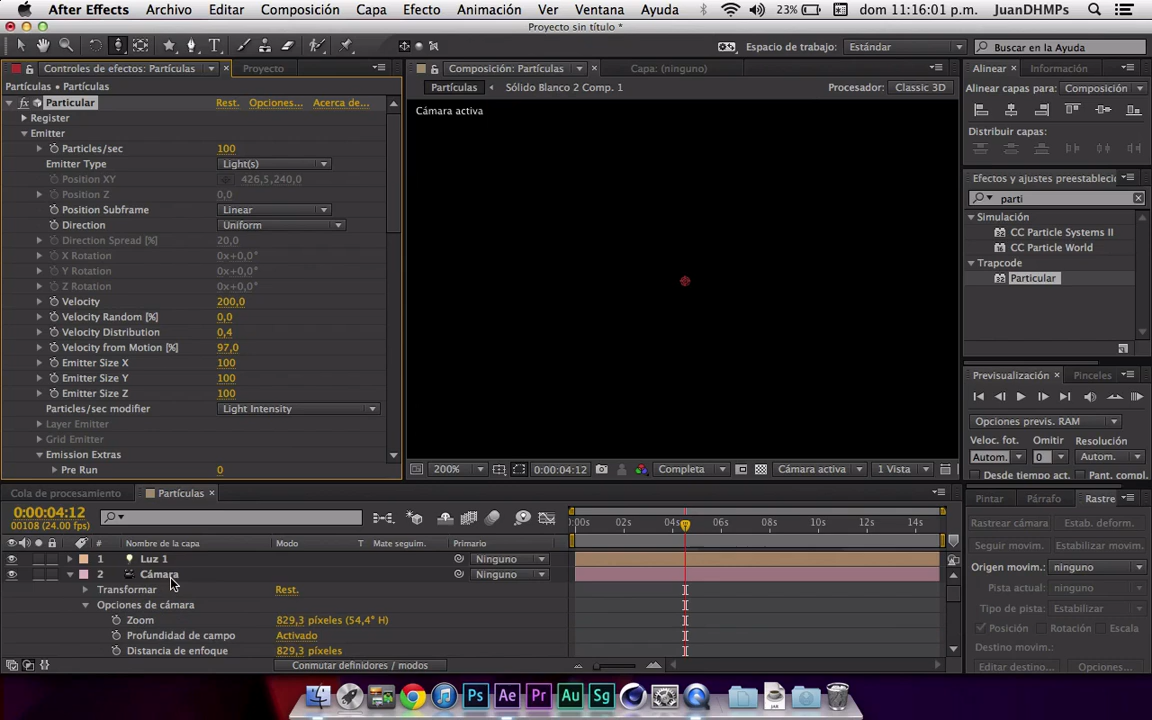 After Effects Archivo Editar Composición Capa Efecto Animación Ver Ventana Ayuda 23% dom 11:16:01 p.m. JuanDHMPs
Proyecto sin título *
Espacio de trabajo: Estándar Buscar en la Ayuda
Controles de efectos: Partículas Proyecto Composición: Partículas Capa: (ninguno) Alinear Información
Partículas • Partículas Partículas Sólido Blanco 2 Comp. 1 Procesador: Classic 3D Alinear capas para: Composición
fx Particular Rest. Opciones... Acerca de...
Cámara activa
Register
Emitter
Distribuir capas:
Particles/sec 100
Emitter Type Light(s)
Position XY 426,5,240,0
Efectos y ajustes preestableci
Position Z 0,0
parti
Position Subframe Linear
Simulación
Direction Uniform
CC Particle Systems II
Direction Spread [%] 20,0
CC Particle World
X Rotation 0x+0,0°
Trapcode
Y Rotation 0x+0,0°
Particular
Z Rotation 0x+0,0°
Velocity 200,0
Velocity Random [%] 0,0
Velocity Distribution 0,4
Velocity from Motion [%] 97,0
Emitter Size X 100
Previsualización Pinceles
Emitter Size Y 100
Emitter Size Z 100
Particles/sec modifier Light Intensity
Opciones previs. RAM
Layer Emitter
Grid Emitter
Veloc. fot. Omitir Resolución
Emission Extras
Autom. 0 Autom.
Pre Run 0
200% 0:00:04:12 Completa Cámara activa 1 Vista
Desde tiempo act. Pant. compl.
Cola de procesamiento Partículas
Pintar Párrafo Rastre
0:00:04:12
00108 (24.00 fps)
:00s 02s 04s 06s 08s 10s 12s 14s
Rastrear cámara Estab. deform.
# Nombre de la capa Modo T Mate seguim. Primario
Seguir movim. Estabilizar movim.
1 Luz 1 Ninguno
Origen movim.: ninguno
2 Cámara Ninguno
Transformar Rest.
Pista actual: ninguno
Opciones de cámara
Tipo de pista: Estabilizar
Zoom 829,3 píxeles (54,4° H)
Posición Rotación Escala
Profundidad de campo Activado
Destino movim.:
Distancia de enfoque 829,3 píxeles
Conmutar definidores / modos
Editar destino... Opciones...
Ps Ae Pr Au Sg